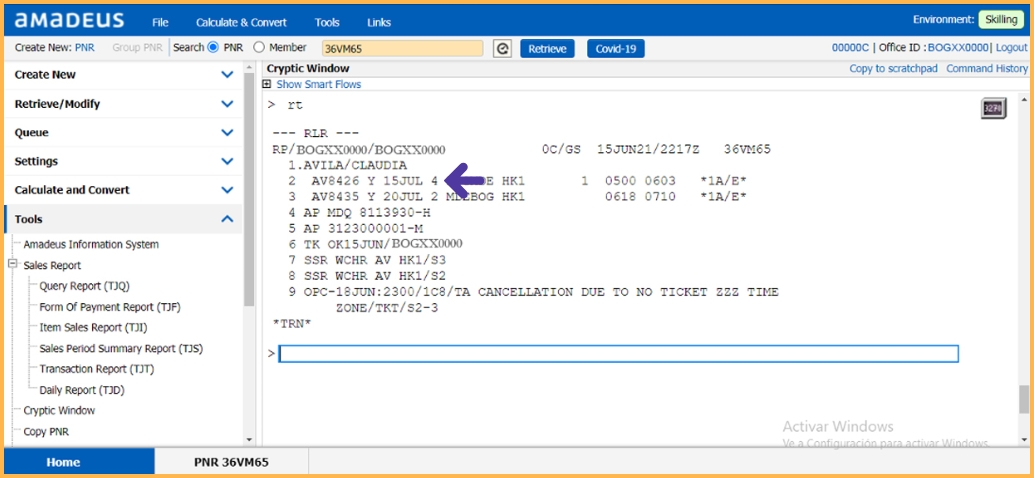 amadeus File Calculate & Convert Tools Links Environment: Skilling
Create New: PNR Group PNR Search PNR Member 36VM65 Retrieve Covid-19 00000C | Office ID :BOGXX0000| Logout
Create New
Retrieve/Modify
Queue
Settings
Calculate and Convert
Tools
Amadeus Information System
Sales Report
Query Report (TJQ)
Form Of Payment Report (TJF)
Item Sales Report (TJI)
Sales Period Summary Report (TJS)
Transaction Report (TJT)
Daily Report (TJD)
Cryptic Window
Copy PNR
Cryptic Window Copy to scratchpad Command History
Show Smart Flows
> rt
3270
--- RLR ---
RP/BOGXX0000/BOGXX0000 0C/GS 15JUN21/2217Z 36VM65
1.AVILA/CLAUDIA
2 AV8426 Y 15JUL 4 HK1 1 0500 0603 *1A/E*
3 AV8435 Y 20JUL 2 MDEBOG HK1 0618 0710 *1A/E*
4 AP MDQ 8113930-H
5 AP 3123000001-M
6 TK OK15JUN/BOGXX0000
7 SSR WCHR AV HK1/S3
8 SSR WCHR AV HK1/S2
9 OPC-18JUN:2300/1C8/TA CANCELLATION DUE TO NO TICKET ZZZ TIME
ZONE/TKT/S2-3
*TRN*
>
Activar Windows
Ve a Configuración para activar Windows.
Home PNR 36VM65